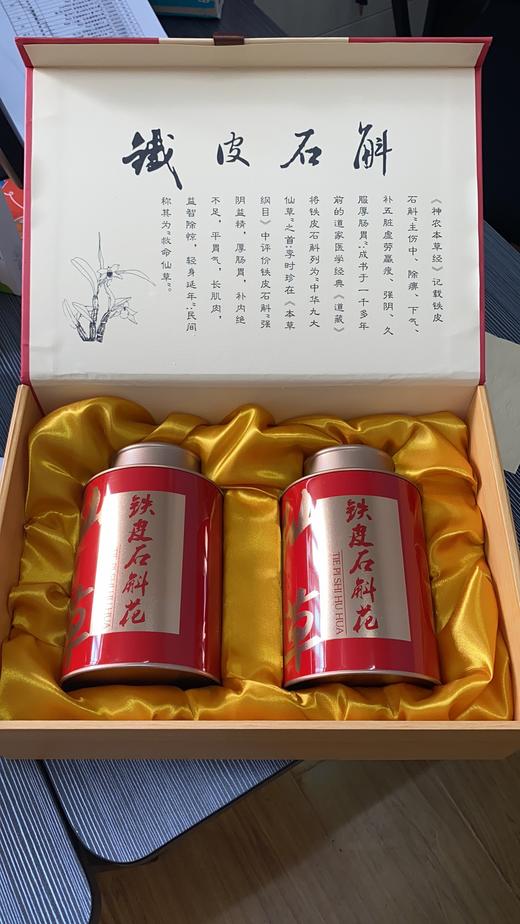 鐵皮石斛
《神农本草经》记载铁皮
石斛“主伤中、除痹、下气、
补五脏虚劳羸瘦、强阴、久
服厚肠胃”;成书于一千多年
前的道家医学经典《道藏》
将铁皮石斛列为“中华九大
仙草”之首;李时珍在《本草
纲目》中评价铁皮石斛“强
阴益精,厚肠胃,补内绝
不足,平胃气,长肌肉,
益智除惊,轻身延年”;民间
称其为“救命仙草”。
铁皮石斛花
草
铁皮石斛花
TIE PI SHI HU HUA
草